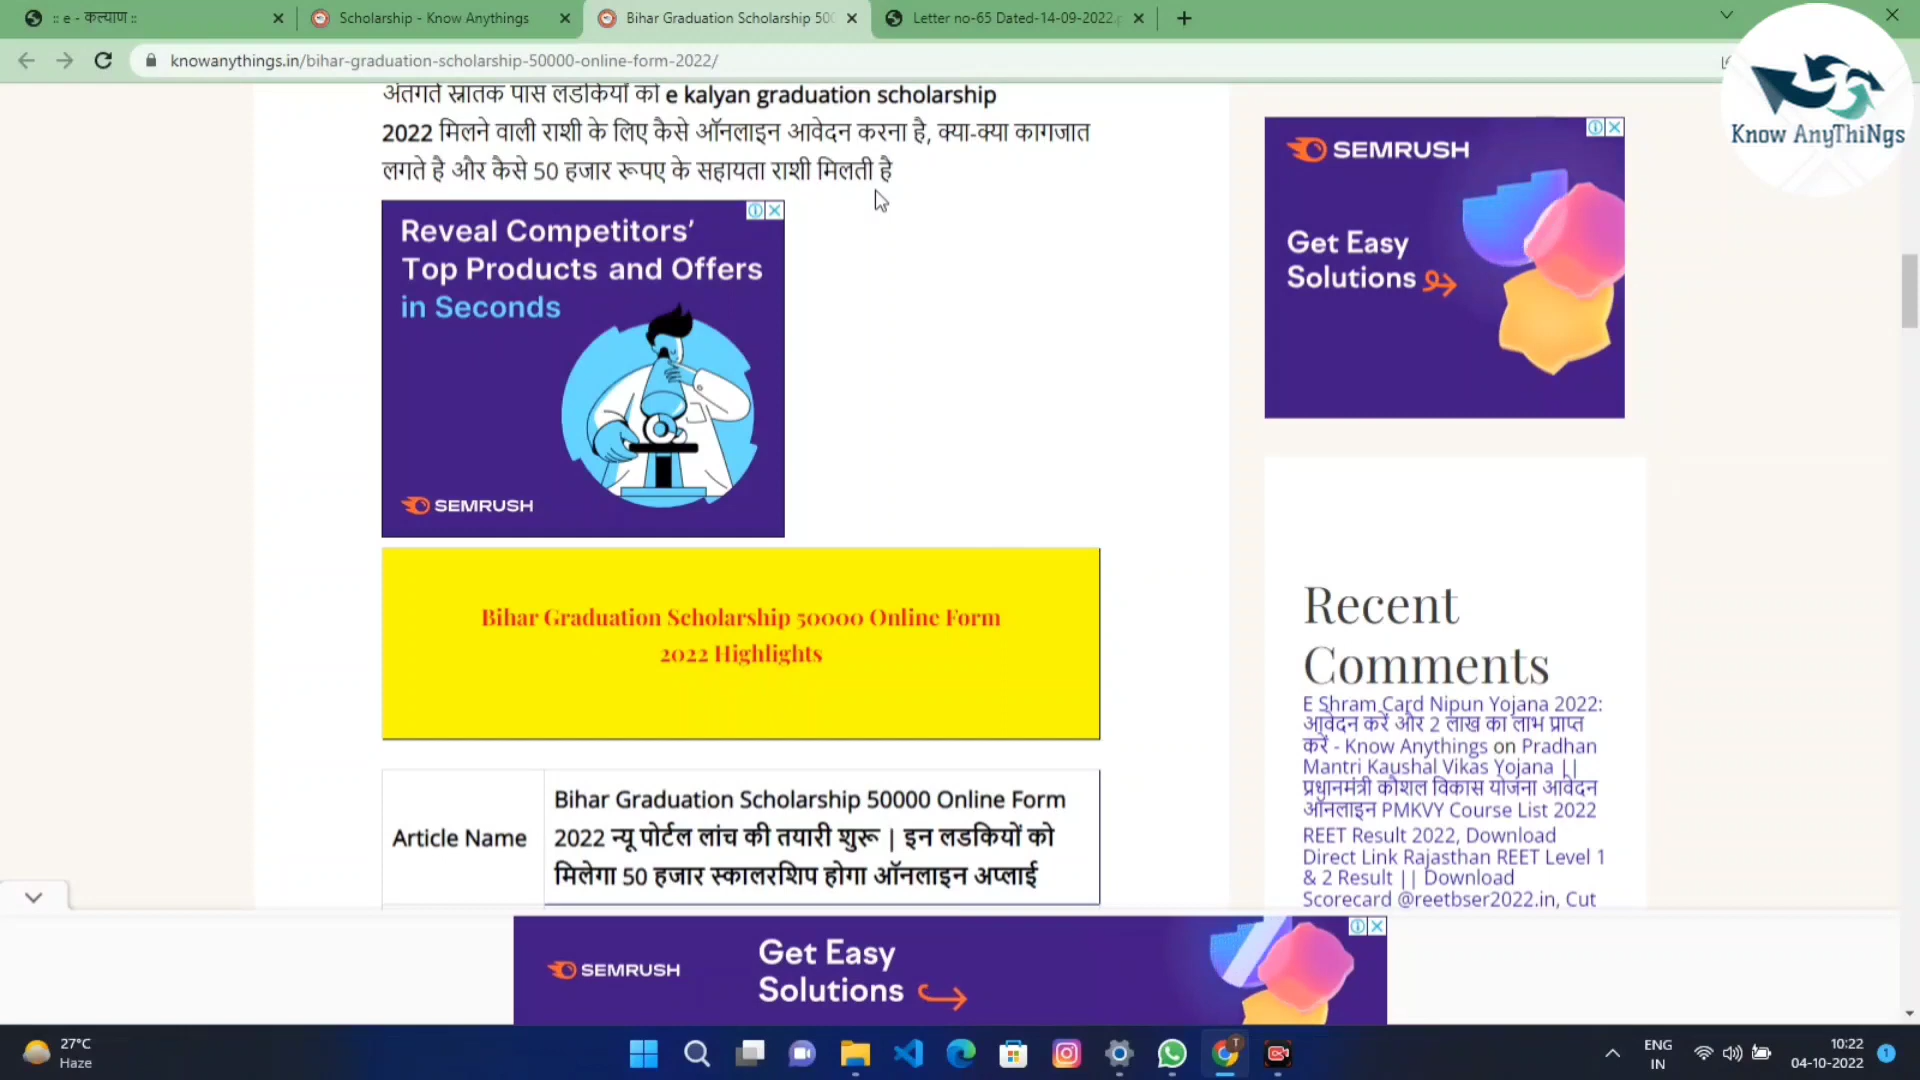 :: e - कल्याण ::
Scholarship - Know Anythings
Bihar Graduation Scholarship 500
Letter no-65 Dated-14-09-2022.p
knowanythings.in/bihar-graduation-scholarship-50000-online-form-2022/
Know AnyThiNgs
अंतर्गत स्नातक पास लडकियों को e kalyan graduation scholarship
2022 मिलने वाली राशी के लिए कैसे ऑनलाइन आवेदन करना है, क्या-क्या कागजात
लगते है और कैसे 50 हजार रूपए के सहायता राशी मिलती है
Reveal Competitors'
Top Products and Offers
in Seconds
SEMRUSH
Bihar Graduation Scholarship 50000 Online Form
2022 Highlights
Article Name
Bihar Graduation Scholarship 50000 Online Form
2022 न्यू पोर्टल लांच की तयारी शुरू | इन लडकियों को
मिलेगा 50 हजार स्कालरशिप होगा ऑनलाइन अप्लाई
SEMRUSH
Get Easy
Solutions
Recent
Comments
E Shram Card Nipun Yojana 2022:
आवेदन करें और 2 लाख का लाभ प्राप्त
करें - Know Anythings on Pradhan
Mantri Kaushal Vikas Yojana ||
प्रधानमंत्री कौशल विकास योजना आवेदन
ऑनलाइन PMKVY Course List 2022
REET Result 2022, Download
Direct Link Rajasthan REET Level 1
& 2 Result || Download
Scorecard @reetbser2022.in, Cut
SEMRUSH
Get Easy
Solutions
27°C
Haze
ENG
IN
10:22
04-10-2022
1